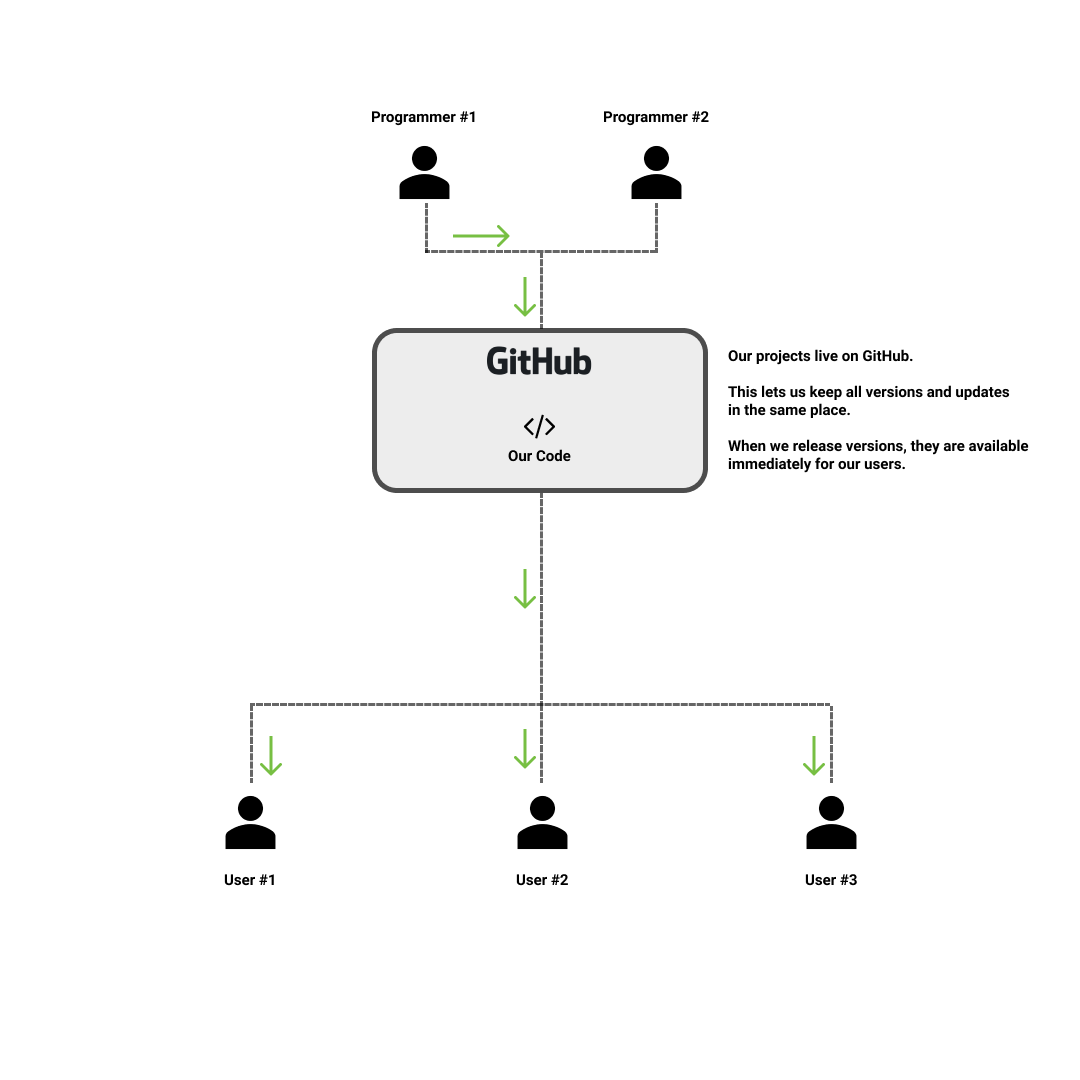 Programmer #1
Programmer #2
GitHub
</>
Our Code
Our projects live on GitHub.
This lets us keep all versions and updates
in the same place.
When we release versions, they are available
immediately for our users.
User #1
User #2
User #3